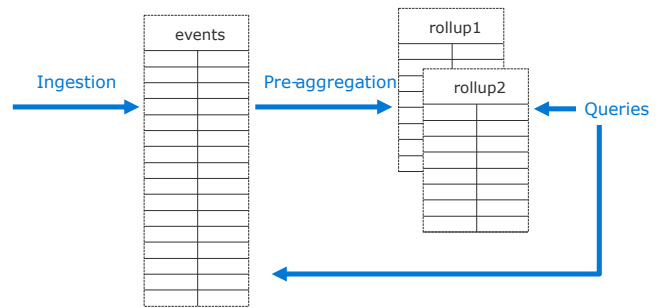 events
rollup1
Ingestion
Pre-aggregation
rollup2
Queries